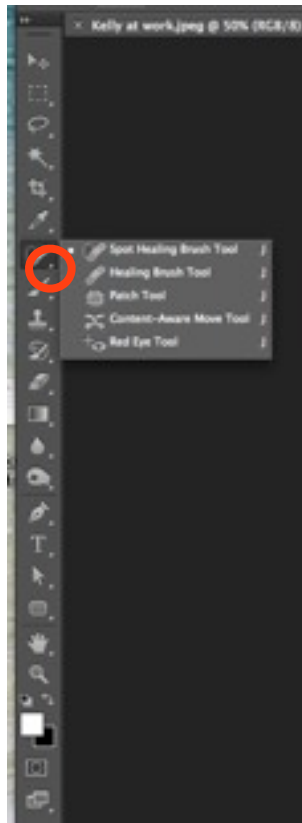 × Kelly at work.jpeg @ 50% (RGB/8)
Spot Healing Brush Tool J
Healing Brush Tool J
Patch Tool J
Content-Aware Move Tool J
Red Eye Tool J
T